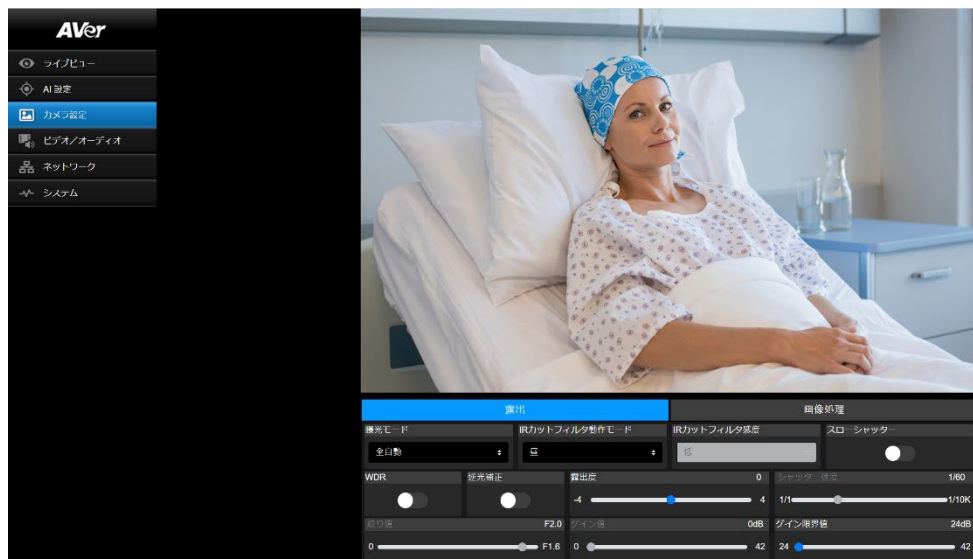 AVer
ライブビュー
AI 設定
カメラ設定
ビデオ/オーディオ
ネットワーク
システム
露出 画像処理
露光モード IRカットフィルタ動作モード IRカットフィルタ感度 スローシャッター
全自動 昼 低
WDR 逆光補正 露出度 0 シャッタ 速度 1/60
-4 4 1/1 1/10K
絞り値 F2.0 ゲイン値 0dB ゲイン限界値 24dB
0 F1.6 0 42 24 42